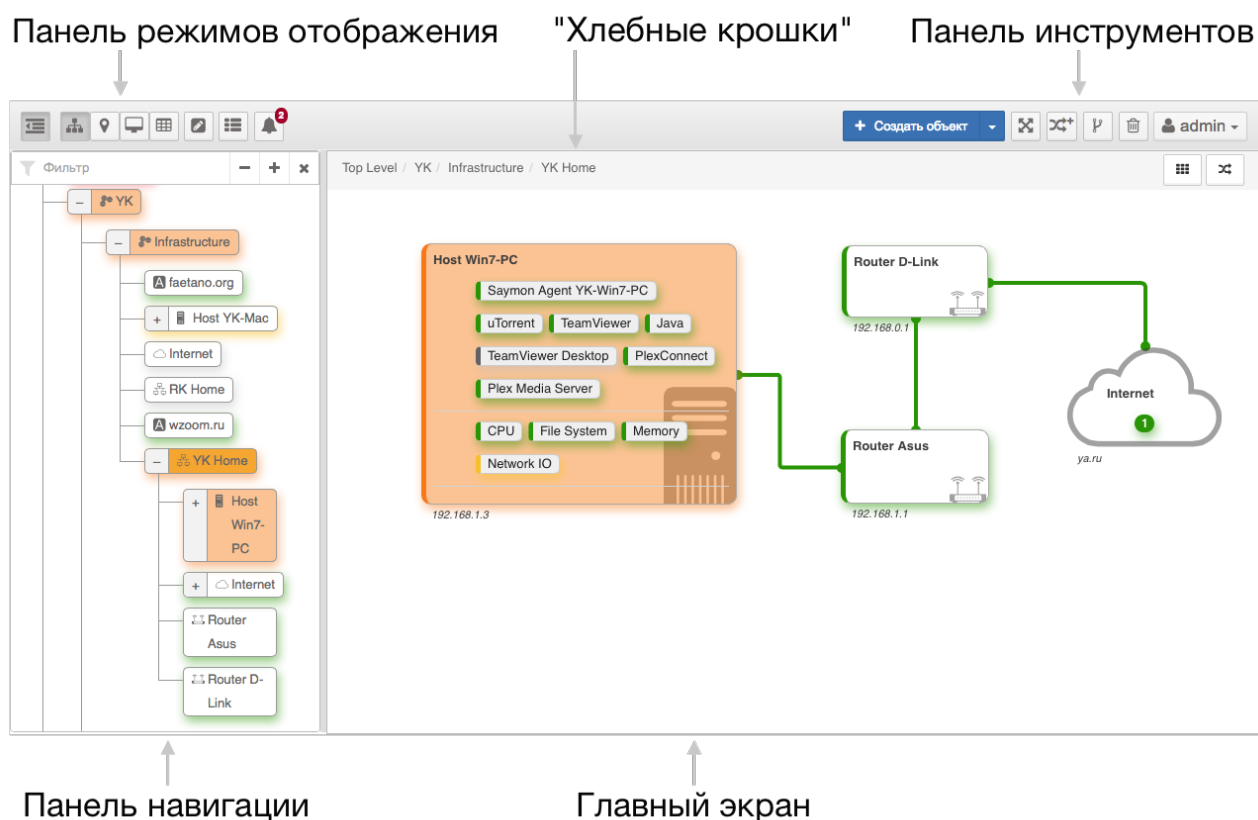 Панель режимов отображения
"Хлебные крошки"
Панель инструментов
2
Создать объект
admin
Фильтр
Top Level / YK / Infrastructure / YK Home
YK
Infrastructure
faetano.org
Host YK-Mac
Internet
RK Home
wzoom.ru
YK Home
Host
Win7-
PC
Internet
Router
Asus
Router D-
Link
Host Win7-PC
Saymon Agent YK-Win7-PC
uTorrent
TeamViewer
Java
TeamViewer Desktop
PlexConnect
Plex Media Server
CPU
File System
Memory
Network IO
192.168.1.3
Router D-Link
192.168.0.1
Router Asus
192.168.1.1
Internet
1
ya.ru
Панель навигации
Главный экран